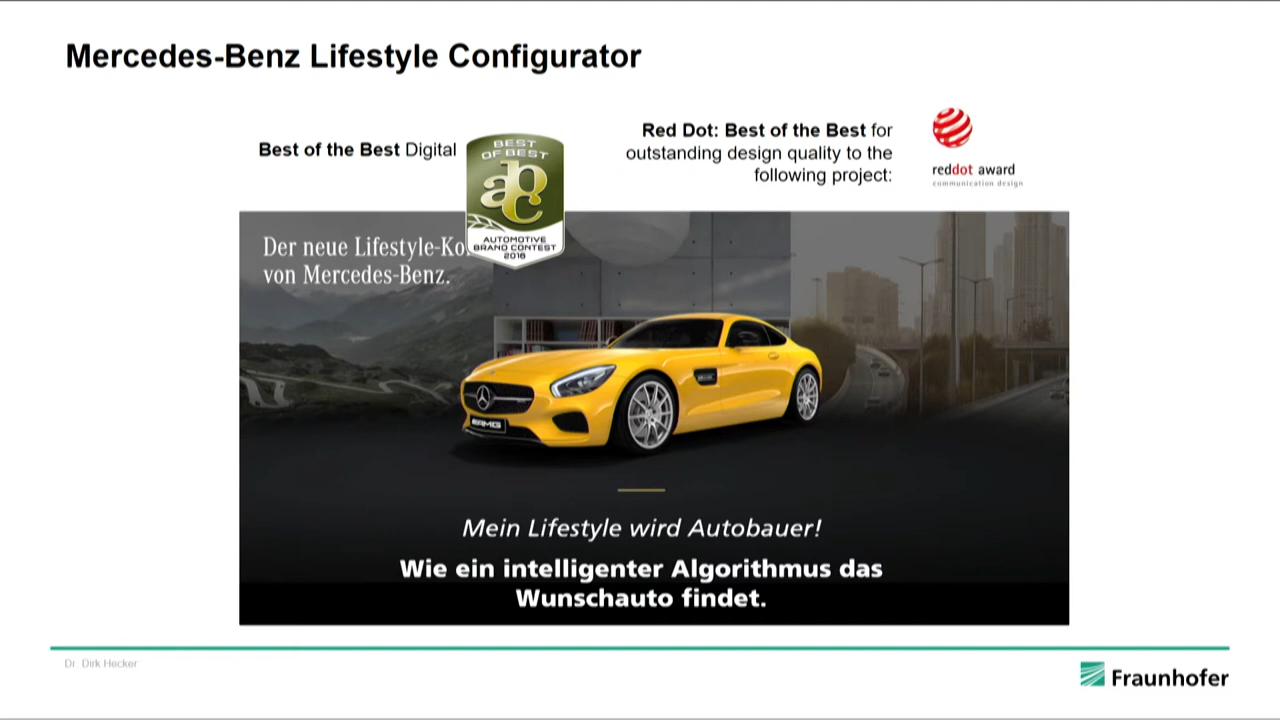 Mercedes-Benz Lifestyle Configurator
Best of the Best Digital
BEST
OF BEST
abc
AUTOMOTIVE
BRAND CONTEST
2016
Red Dot: Best of the Best for
outstanding design quality to the
following project:
reddot award
communication design
Der neue Lifestyle-Ko
von Mercedes-Benz.
AMG
Mein Lifestyle wird Autobauer!
Wie ein intelligenter Algorithmus das
Wunschauto findet.
Dr. Dirk Hecker
Fraunhofer